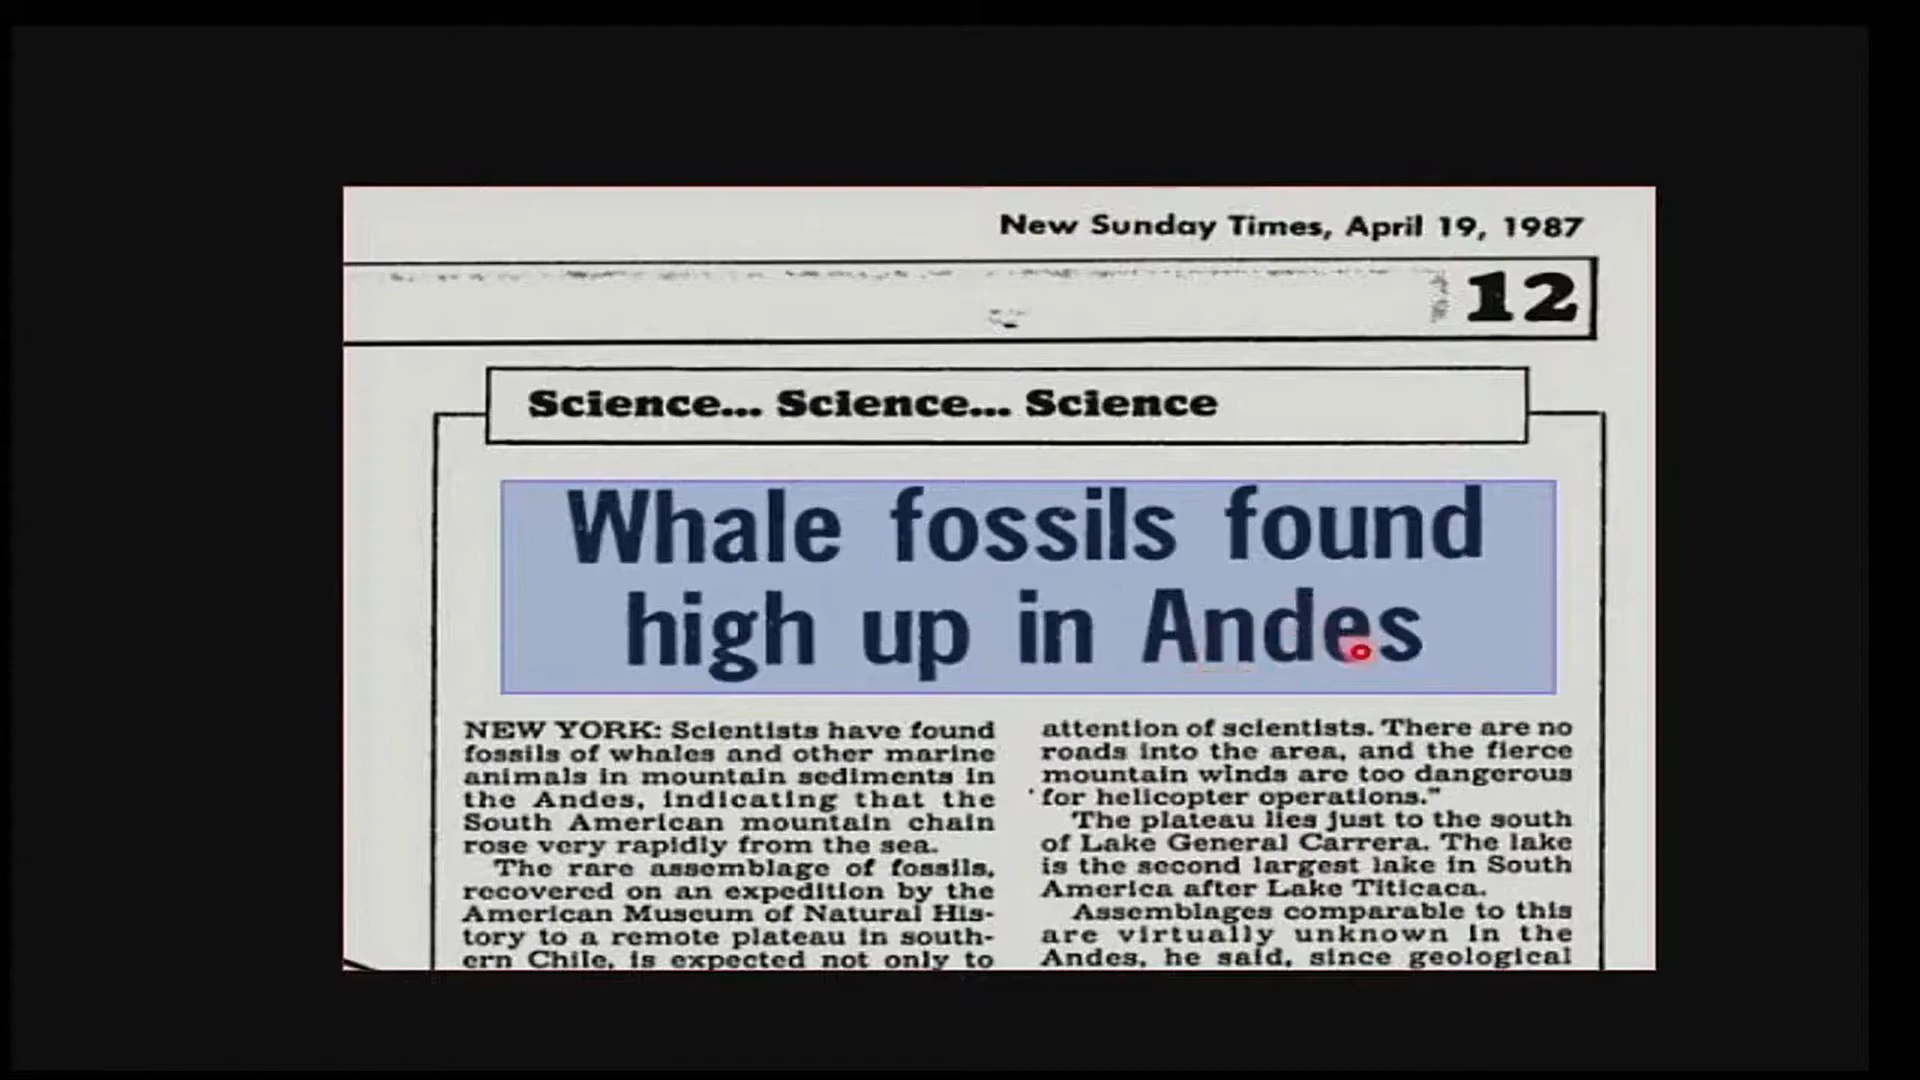 New Sunday Times, April 19, 1987
12
Science... Science... Science
Whale fossils found
high up in Andes
NEW YORK: Scientists have found
fossils of whales and other marine
animals in mountain sediments in
the Andes, indicating that the
South American mountain chain
rose very rapidly from the sea.
The rare assemblage of fossils,
recovered on an expedition by the
American Museum of Natural His-
tory to a remote plateau in south-
ern Chile, is expected not only to
attention of scientists. There are no
roads into the area, and the fierce
mountain winds are too dangerous
for helicopter operations."
The plateau lies just to the south
of Lake General Carrera. The lake
is the second largest lake in South
America after Lake Titicaca.
Assemblages comparable to this
are virtually unknown in the
Andes, he said, since geological